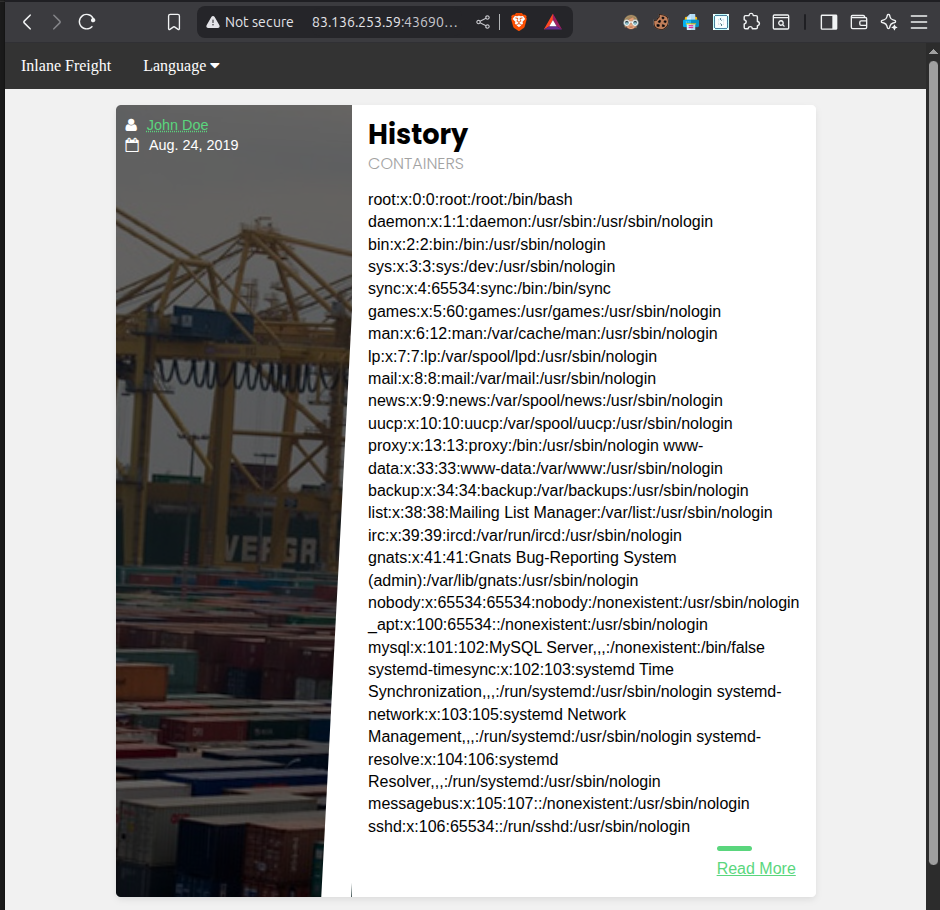 Not secure 83.136.253.59:43690...
Inlane Freight Language
John Doe
Aug. 24, 2019
History
CONTAINERS
root:x:0:0:root:/root:/bin/bash
daemon:x:1:1:daemon:/usr/sbin:/usr/sbin/nologin
bin:x:2:2:bin:/bin:/usr/sbin/nologin
sys:x:3:3:sys:/dev:/usr/sbin/nologin
sync:x:4:65534:sync:/bin:/bin/sync
games:x:5:60:games:/usr/games:/usr/sbin/nologin
man:x:6:12:man:/var/cache/man:/usr/sbin/nologin
lp:x:7:7:lp:/var/spool/lpd:/usr/sbin/nologin
mail:x:8:8:mail:/var/mail:/usr/sbin/nologin
news:x:9:9:news:/var/spool/news:/usr/sbin/nologin
uucp:x:10:10:uucp:/var/spool/uucp:/usr/sbin/nologin
proxy:x:13:13:proxy:/bin:/usr/sbin/nologin www-
data:x:33:33:www-data:/var/www:/usr/sbin/nologin
backup:x:34:34:backup:/var/backups:/usr/sbin/nologin
list:x:38:38:Mailing List Manager:/var/list:/usr/sbin/nologin
irc:x:39:39:ircd:/var/run/ircd:/usr/sbin/nologin
gnats:x:41:41:Gnats Bug-Reporting System
(admin):/var/lib/gnats:/usr/sbin/nologin
nobody:x:65534:65534:nobody:/nonexistent:/usr/sbin/nologin
_apt:x:100:65534::/nonexistent:/usr/sbin/nologin
mysql:x:101:102:MySQL Server,,,:/nonexistent:/bin/false
systemd-timesync:x:102:103:systemd Time
Synchronization,,,:/run/systemd:/usr/sbin/nologin systemd-
network:x:103:105:systemd Network
Management,,,:/run/systemd:/usr/sbin/nologin systemd-
resolve:x:104:106:systemd
Resolver,,,:/run/systemd:/usr/sbin/nologin
messagebus:x:105:107::/nonexistent:/usr/sbin/nologin
sshd:x:106:65534::/run/sshd:/usr/sbin/nologin
Read More